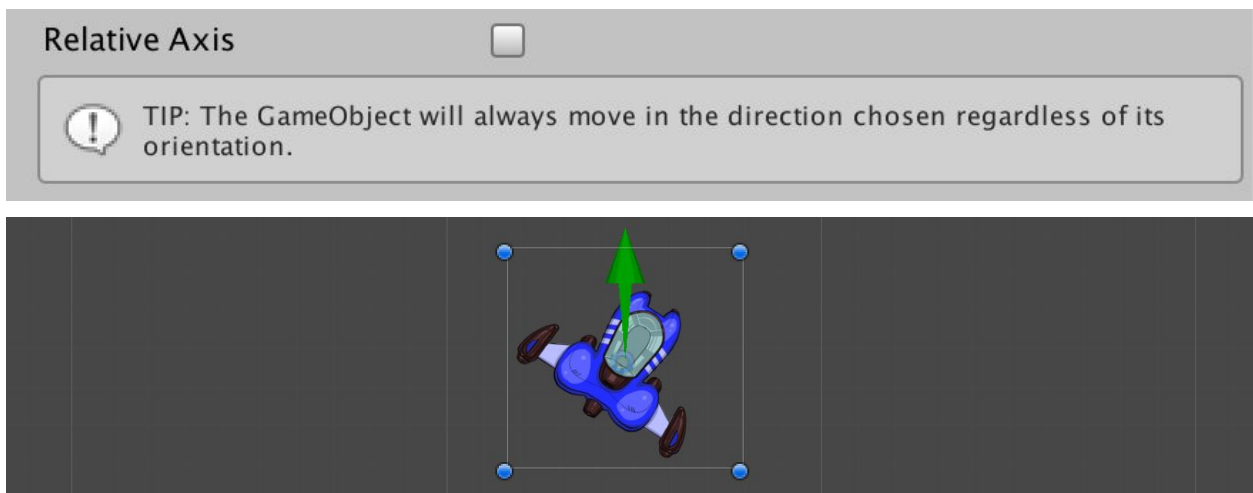 Relative Axis
TIP: The GameObject will always move in the direction chosen regardless of its
orientation.